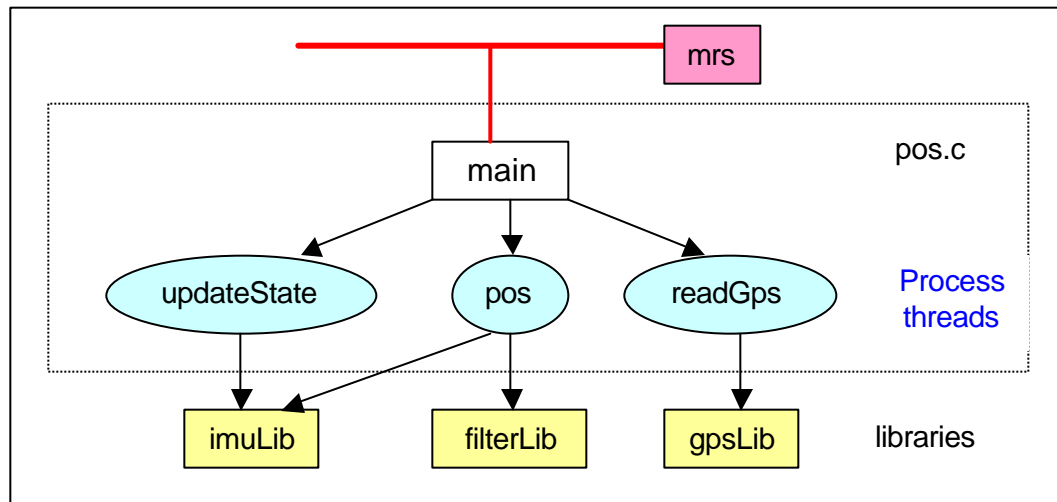 mrs
pos.c
main
updateState
pos
readGps
Process
threads
imuLib
filterLib
gpsLib
libraries